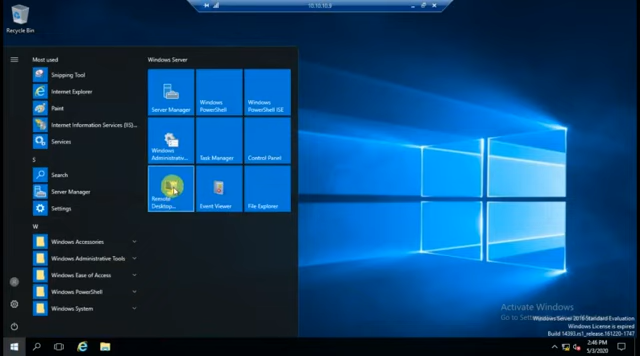 10.10.10.9
Recycle Bin
Most used
Snipping Tool
Internet Explorer
Paint
Internet Information Services (IIS)...
Services
S
Search
Server Manager
Settings
W
Windows Accessories
Windows Administrative Tools
Windows Ease of Access
Windows PowerShell
Windows System
Windows Server
Server Manager
Windows PowerShell
Windows PowerShell ISE
Windows Administrativ...
Task Manager
Control Panel
Remote Desktop...
Event Viewer
File Explorer
Activate Windows
Windows Server 2016 Standard Evaluation
Windows License is expired
Build 14393.rs1_release.161220-1747
2:46 PM
5/3/2020